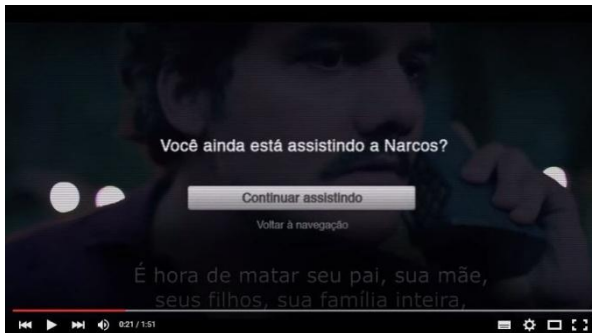 Você ainda está assistindo a Narcos?
Continuar assistindo
Voltar à navegação
É hora de matar seu pai, sua mãe,
seus filhos, sua família inteira,
0:21 / 1:51